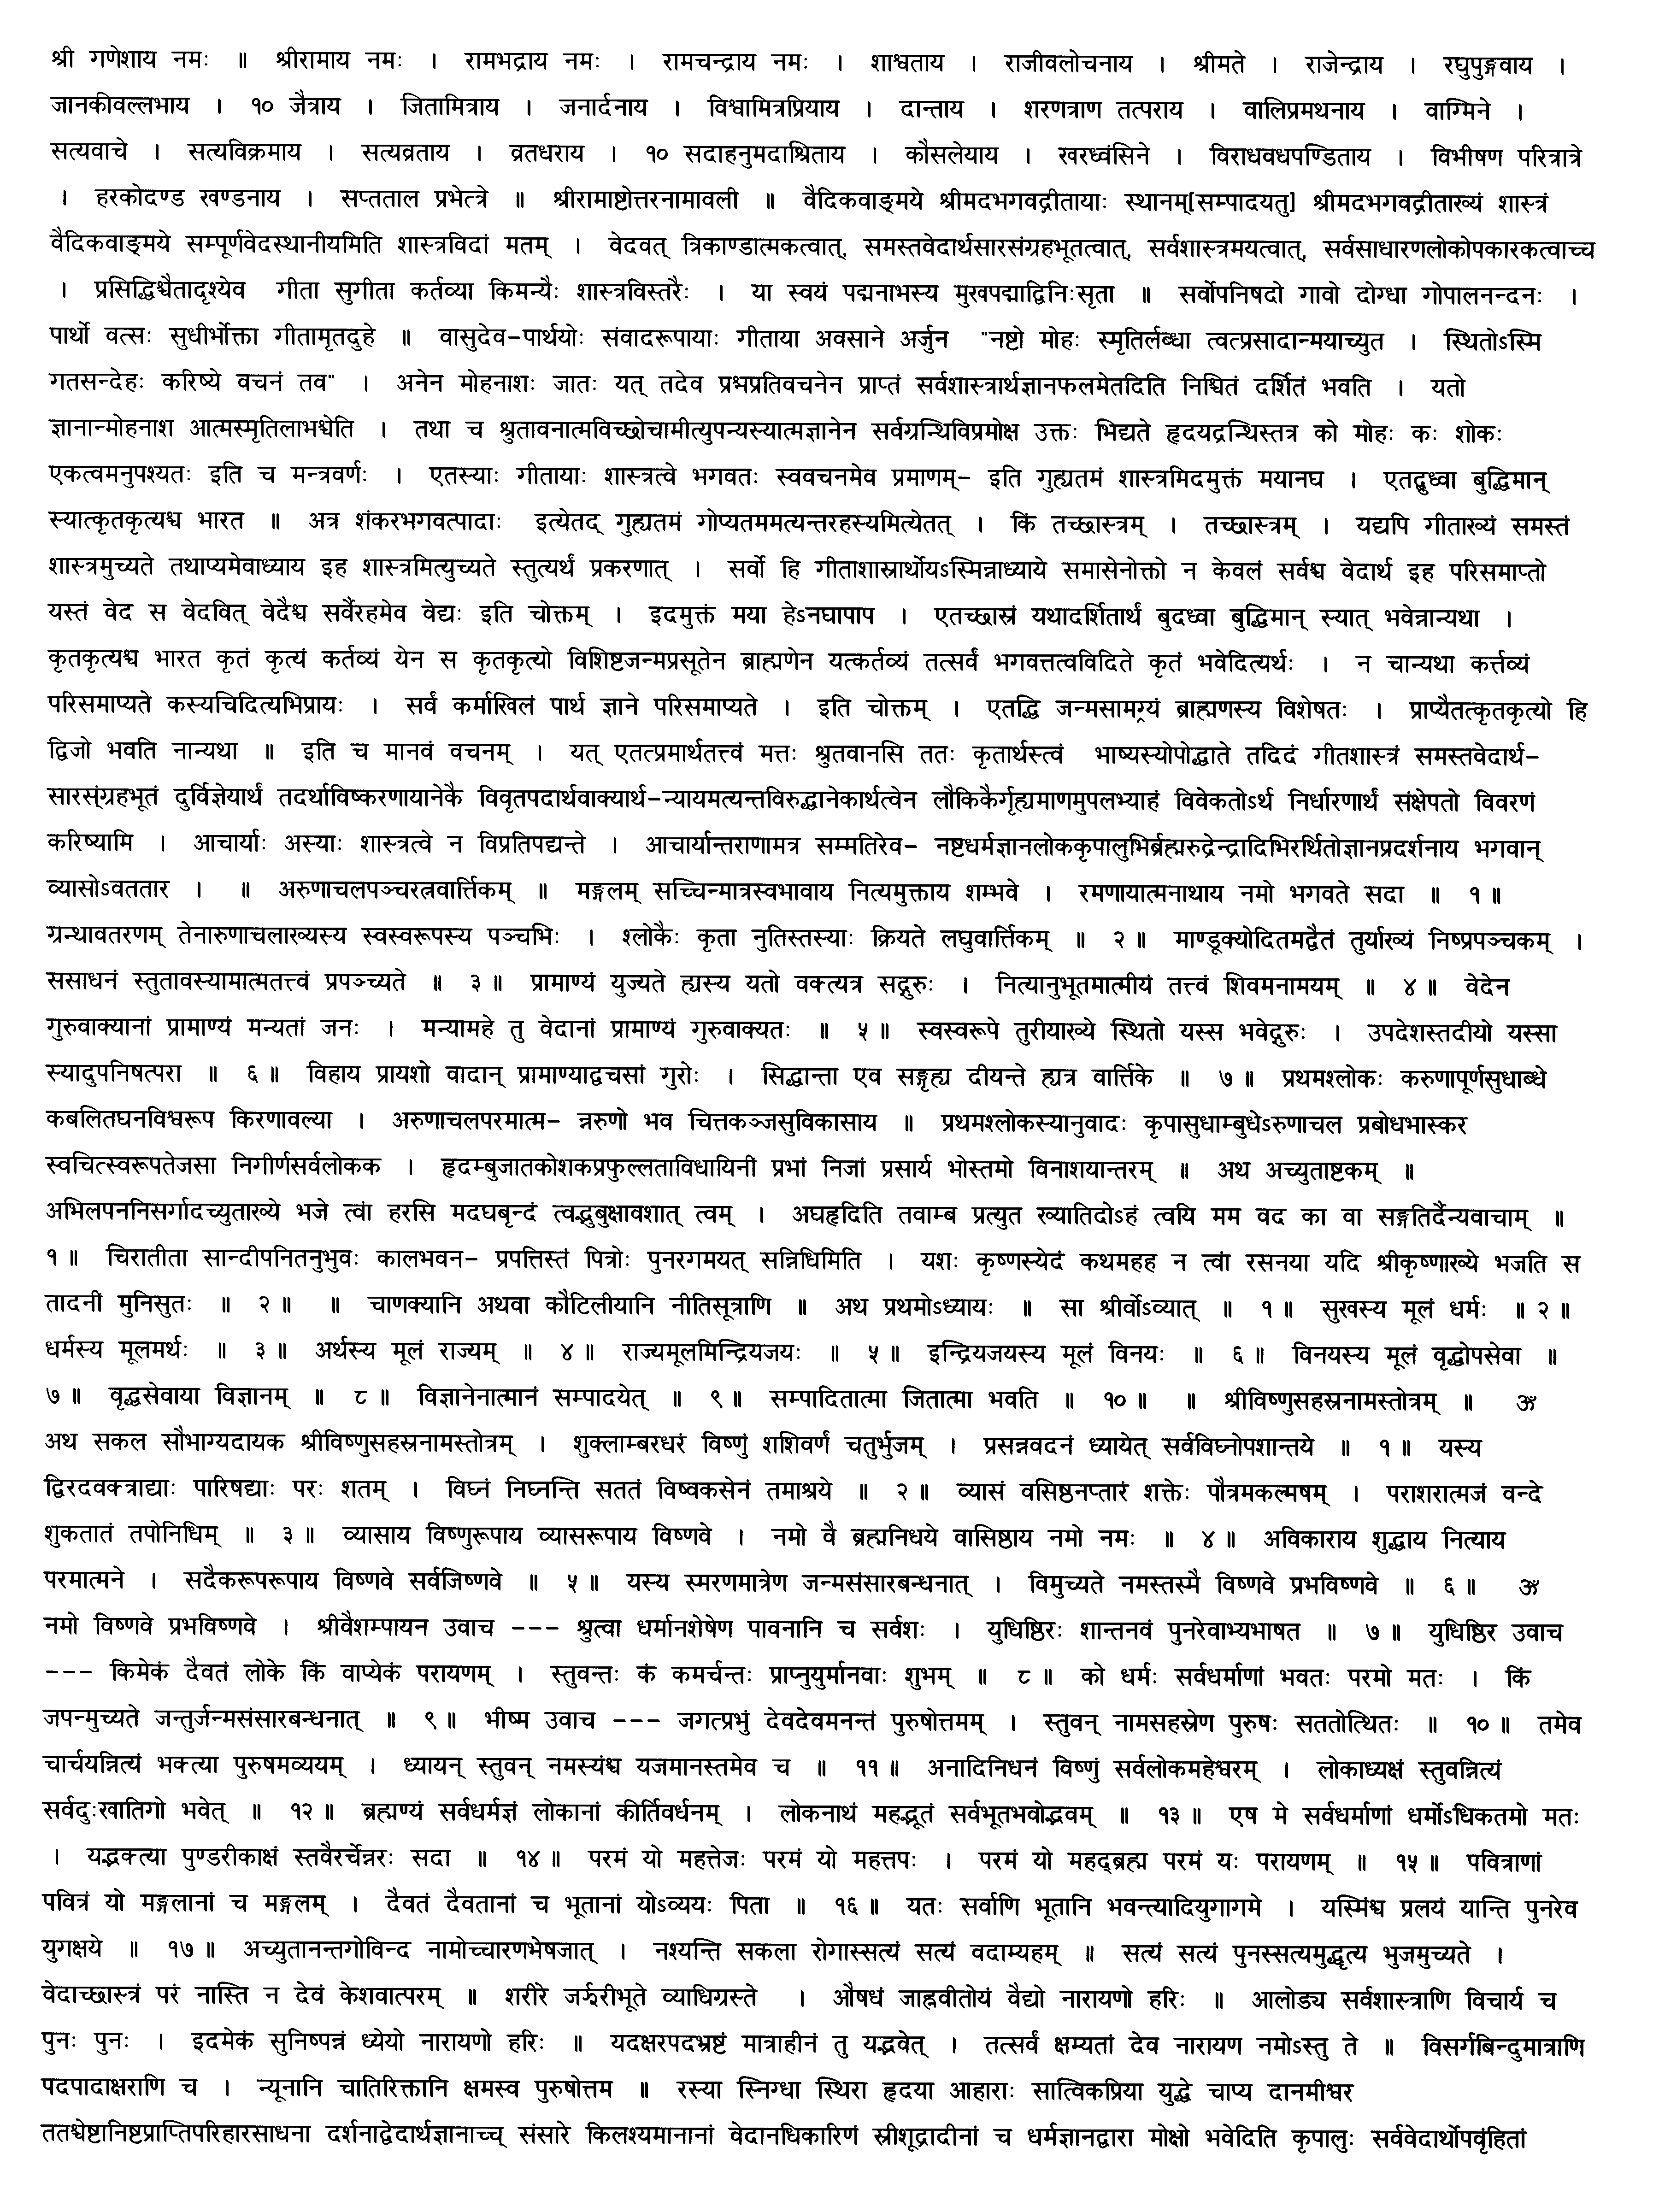 श्री गणेशाय नमः ॥ श्रीरामाय नमः । रामभद्राय नमः । रामचन्द्राय नमः । शाश्वताय । राजीवलोचनाय । श्रीमते । राजेन्द्राय । रघुपुङ्गवाय ।
जानकीवल्लभाय । १० जैत्राय । जितामित्राय । जनार्दनाय । विश्वामित्रप्रियाय । दान्ताय । शरणत्राण तत्पराय । वालिप्रमथनाय । वाग्मिने ।
सत्यवाचे । सत्यविक्रमाय । सत्यव्रताय । व्रतधराय । १० सदाहनुमदाश्रिताय । कौसलेयाय । खरध्वंसिने । विराधवधपण्डिताय । विभीषण परित्रात्रे
। हरकोदण्ड खण्डनाय । सप्तताल प्रभेत्त्रे ॥ श्रीरामाष्टोत्तरनामावली ॥ वैदिकवाङ्मये श्रीमदभगवद्गीतायाः स्थानम्[सम्पादयतु] श्रीमदभगवद्गीताख्यं शास्त्रं
वैदिकवाङ्मये सम्पूर्णवेदस्थानीयमिति शास्त्रविदां मतम् । वेदवत् त्रिकाण्डात्मकत्वात्, समस्तवेदार्थसारसंग्रहभूतत्वात्, सर्वशास्त्रमयत्वात्, सर्वसाधारणलोकोपकारकत्वाच्च
। प्रसिद्धिश्चैतादृश्येव गीता सुगीता कर्तव्या किमन्यैः शास्त्रविस्तरैः । या स्वयं पद्मनाभस्य मुखपद्माद्विनिःसृता ॥ सर्वोपनिषदो गावो दोग्धा गोपालनन्दनः ।
पार्थो वत्सः सुधीर्भोक्ता गीतामृतदुहे ॥ वासुदेव-पार्थयोः संवादरूपायाः गीताया अवसाने अर्जुन "नष्टो मोहः स्मृतिर्लब्धा त्वत्प्रसादान्मयाच्युत । स्थितोऽस्मि
गतसन्देहः करिष्ये वचनं तव" । अनेन मोहनाशः जातः यत् तदेव प्रश्नप्रतिवचनेन प्राप्तं सर्वशास्त्रार्थज्ञानफलमेतदिति निश्चितं दर्शितं भवति । यतो
ज्ञानान्मोहनाश आत्मस्मृतिलाभश्चेति । तथा च श्रुतावनात्मविच्छोचामीत्युपन्यस्यात्मज्ञानेन सर्वग्रन्थिविप्रमोक्ष उक्तः भिद्यते हृदयद्रन्थिस्तत्र को मोहः कः शोकः
एकत्वमनुपश्यतः इति च मन्त्रवर्णः । एतस्याः गीतायाः शास्त्रत्वे भगवतः स्ववचनमेव प्रमाणम्- इति गुह्यतमं शास्त्रमिदमुक्तं मयानघ । एतद्बुध्वा बुद्धिमान्
स्यात्कृतकृत्यश्च भारत ॥ अत्र शंकरभगवत्पादाः इत्येतद् गुह्यतमं गोप्यतममत्यन्तरहस्यमित्येतत् । किं तच्छास्त्रम् । तच्छास्त्रम् । यद्यपि गीताख्यं समस्तं
शास्त्रमुच्यते तथाप्यमेवाध्याय इह शास्त्रमित्युच्यते स्तुत्यर्थं प्रकरणात् । सर्वो हि गीताशास्रार्थोयऽस्मिन्नाध्याये समासेनोक्तो न केवलं सर्वश्च वेदार्थ इह परिसमाप्तो
यस्तं वेद स वेदवित् वेदैश्च सर्वैरहमेव वेद्यः इति चोक्तम् । इदमुक्तं मया हेऽनघापाप । एतच्छास्रं यथादर्शितार्थं बुदध्वा बुद्धिमान् स्यात् भवेन्नान्यथा ।
कृतकृत्यश्च भारत कृतं कृत्यं कर्तव्यं येन स कृतकृत्यो विशिष्टजन्मप्रसूतेन ब्राह्मणेन यत्कर्तव्यं तत्सर्वं भगवत्तत्वविदिते कृतं भवेदित्यर्थः । न चान्यथा कर्त्तव्यं
परिसमाप्यते कस्यचिदित्यभिप्रायः । सर्वं कर्माखिलं पार्थ ज्ञाने परिसमाप्यते । इति चोक्तम् । एतद्धि जन्मसामग्र्यं ब्राह्मणस्य विशेषतः । प्राप्यैतत्कृतकृत्यो हि
द्विजो भवति नान्यथा ॥ इति च मानवं वचनम् । यत् एतत्प्रमार्थतत्त्वं मत्तः श्रुतवानसि ततः कृतार्थस्त्वं भाष्यस्योपोद्धाते तदिदं गीतशास्त्रं समस्तवेदार्थ-
सारस्ंग्रहभूतं दुर्विज्ञेयार्थं तदर्थाविष्करणायानेकै विवृतपदार्थवाक्यार्थ-न्यायमत्यन्तविरुद्धानेकार्थत्वेन लौकिकैर्गृह्यमाणमुपलभ्याहं विवेकतोऽर्थ निर्धारणार्थं संक्षेपतो विवरणं
करिष्यामि । आचार्याः अस्याः शास्त्रत्वे न विप्रतिपद्यन्ते । आचार्यान्तराणामत्र सम्मतिरेव- नष्टधर्मज्ञानलोककृपालुभिर्ब्रह्मरुद्रेन्द्रादिभिरर्थितोज्ञानप्रदर्शनाय भगवान्
व्यासोऽवततार । ॥ अरुणाचलपञ्चरत्नवार्त्तिकम् ॥ मङ्गलम् सच्चिन्मात्रस्वभावाय नित्यमुक्ताय शम्भवे । रमणायात्मनाथाय नमो भगवते सदा ॥ १॥
ग्रन्थावतरणम् तेनारुणाचलाख्यस्य स्वस्वरूपस्य पञ्चभिः । श्लोकैः कृता नुतिस्तस्याः क्रियते लघुवार्त्तिकम् ॥ २॥ माण्डूक्योदितमद्वैतं तुर्याख्यं निष्प्रपञ्चकम् ।
ससाधनं स्तुतावस्यामात्मतत्त्वं प्रपञ्च्यते ॥ ३॥ प्रामाण्यं युज्यते ह्यस्य यतो वक्त्यत्र सद्गुरुः । नित्यानुभूतमात्मीयं तत्त्वं शिवमनामयम् ॥ ४॥ वेदेन
गुरुवाक्यानां प्रामाण्यं मन्यतां जनः । मन्यामहे तु वेदानां प्रामाण्यं गुरुवाक्यतः ॥ ५॥ स्वस्वरूपे तुरीयाख्ये स्थितो यस्स भवेद्गुरुः । उपदेशस्तदीयो यस्सा
स्यादुपनिषत्परा ॥ ६॥ विहाय प्रायशो वादान् प्रामाण्याद्वचसां गुरोः । सिद्धान्ता एव सङ्गृह्य दीयन्ते ह्यत्र वार्त्तिके ॥ ७॥ प्रथमश्लोकः करुणापूर्णसुधाब्धे
कबलितघनविश्वरूप किरणावल्या । अरुणाचलपरमात्म- न्नरुणो भव चित्तकञ्जसुविकासाय ॥ प्रथमश्लोकस्यानुवादः कृपासुधाम्बुधेऽरुणाचल प्रबोधभास्कर
स्वचित्स्वरूपतेजसा निगीर्णसर्वलोकक । हृदम्बुजातकोशकप्रफुल्लताविधायिनीं प्रभां निजां प्रसार्य भोस्तमो विनाशयान्तरम् ॥ अथ अच्युताष्टकम् ॥
अभिलपननिसर्गादच्युताख्ये भजे त्वां हरसि मदघबृन्दं त्वद्भुबुक्षावशात् त्वम् । अघहृदिति तवाम्ब प्रत्युत ख्यातिदोऽहं त्वयि मम वद का वा सङ्गतिर्दैन्यवाचाम् ॥
१॥ चिरातीता सान्दीपनितनुभुवः कालभवन- प्रपत्तिस्तं पित्रोः पुनरगमयत् सन्निधिमिति । यशः कृष्णस्येदं कथमहह न त्वां रसनया यदि श्रीकृष्णाख्ये भजति स
तादनीं मुनिसुतः ॥ २॥ ॥ चाणक्यानि अथवा कौटिलीयानि नीतिसूत्राणि ॥ अथ प्रथमोऽध्यायः ॥ सा श्रीर्वोऽव्यात् ॥ १॥ सुखस्य मूलं धर्मः ॥२॥
धर्मस्य मूलमर्थः ॥ ३॥ अर्थस्य मूलं राज्यम् ॥ ४॥ राज्यमूलमिन्द्रियजयः ॥ ५॥ इन्द्रियजयस्य मूलं विनयः ॥ ६॥ विनयस्य मूलं वृद्धोपसेवा ॥
७॥ वृद्धसेवाया विज्ञानम् ॥ ८॥ विज्ञानेनात्मानं सम्पादयेत् ॥ ९॥ सम्पादितात्मा जितात्मा भवति ॥ १०॥ ॥ श्रीविष्णुसहस्रनामस्तोत्रम् ॥ ॐ
अथ सकल सौभाग्यदायक श्रीविष्णुसहस्रनामस्तोत्रम् । शुक्लाम्बरधरं विष्णुं शशिवर्णं चतुर्भुजम् । प्रसन्नवदनं ध्यायेत् सर्वविघ्नोपशान्तये ॥ १॥ यस्य
द्विरदवक्त्राद्याः पारिषद्याः परः शतम् । विघ्नं निघ्नन्ति सततं विष्वकसेनं तमाश्रये ॥ २॥ व्यासं वसिष्ठनप्तारं शक्तेः पौत्रमकल्मषम् । पराशरात्मजं वन्दे
शुकतातं तपोनिधिम् ॥ ३॥ व्यासाय विष्णुरूपाय व्यासरूपाय विष्णवे । नमो वै ब्रह्मनिधये वासिष्ठाय नमो नमः ॥ ४॥ अविकाराय शुद्धाय नित्याय
परमात्मने । सदैकरूपरूपाय विष्णवे सर्वजिष्णवे ॥ ५॥ यस्य स्मरणमात्रेण जन्मसंसारबन्धनात् । विमुच्यते नमस्तस्मै विष्णवे प्रभविष्णवे ॥ ६॥ ॐ
नमो विष्णवे प्रभविष्णवे । श्रीवैशम्पायन उवाच --- श्रुत्वा धर्मानशेषेण पावनानि च सर्वशः । युधिष्ठिरः शान्तनवं पुनरेवाभ्यभाषत ॥ ७॥ युधिष्ठिर उवाच
--- किमेकं दैवतं लोके किं वाप्येकं परायणम् । स्तुवन्तः कं कमर्चन्तः प्राप्नुयुर्मानवाः शुभम् ॥ ८॥ को धर्मः सर्वधर्माणां भवतः परमो मतः । किं
जपन्मुच्यते जन्तुर्जन्मसंसारबन्धनात् ॥ ९॥ भीष्म उवाच --- जगत्प्रभुं देवदेवमनन्तं पुरुषोत्तमम् । स्तुवन् नामसहस्रेण पुरुषः सततोत्थितः ॥ १०॥ तमेव
चार्चयन्नित्यं भक्त्या पुरुषमव्ययम् । ध्यायन् स्तुवन् नमस्यंश्च यजमानस्तमेव च ॥ ११॥ अनादिनिधनं विष्णुं सर्वलोकमहेश्वरम् । लोकाध्यक्षं स्तुवन्नित्यं
सर्वदुःखातिगो भवेत् ॥ १२॥ ब्रह्मण्यं सर्वधर्मज्ञं लोकानां कीर्तिवर्धनम् । लोकनाथं महद्भूतं सर्वभूतभवोद्भवम् ॥ १३॥ एष मे सर्वधर्माणां धर्मोऽधिकतमो मतः
। यद्भक्त्या पुण्डरीकाक्षं स्तवैरर्चेन्नरः सदा ॥ १४॥ परमं यो महत्तेजः परमं यो महत्तपः । परमं यो महद्ब्रह्म परमं यः परायणम् ॥ १५॥ पवित्राणां
पवित्रं यो मङ्गलानां च मङ्गलम् । दैवतं दैवतानां च भूतानां योऽव्ययः पिता ॥ १६॥ यतः सर्वाणि भूतानि भवन्त्यादियुगागमे । यस्मिंश्च प्रलयं यान्ति पुनरेव
युगक्षये ॥ १७॥ अच्युतानन्तगोविन्द नामोच्चारणभेषजात् । नश्यन्ति सकला रोगास्सत्यं सत्यं वदाम्यहम् ॥ सत्यं सत्यं पुनस्सत्यमुद्धृत्य भुजमुच्यते ।
वेदाच्छास्त्रं परं नास्ति न देवं केशवात्परम् ॥ शरीरे जर्झरीभूते व्याधिग्रस्ते । औषधं जाह्नवीतोयं वैद्यो नारायणो हरिः ॥ आलोड्य सर्वशास्त्राणि विचार्य च
पुनः पुनः । इदमेकं सुनिष्पन्नं ध्येयो नारायणो हरिः ॥ यदक्षरपदभ्रष्टं मात्राहीनं तु यद्भवेत् । तत्सर्वं क्षम्यतां देव नारायण नमोऽस्तु ते ॥ विसर्गबिन्दुमात्राणि
पदपादाक्षराणि च । न्यूनानि चातिरिक्तानि क्षमस्व पुरुषोत्तम ॥ रस्या स्निग्धा स्थिरा हृदया आहाराः सात्विकप्रिया युद्धे चाप्य दानमीश्वर
ततश्चेष्टानिष्टप्राप्तिपरिहारसाधना दर्शनाद्वेदार्थज्ञानाच्च् संसारे किलश्यमानानां वेदानधिकारिणं स्रीशूद्रादीनां च धर्मज्ञानद्वारा मोक्षो भवेदिति कृपालुः सर्ववेदार्थोपवृंहितां